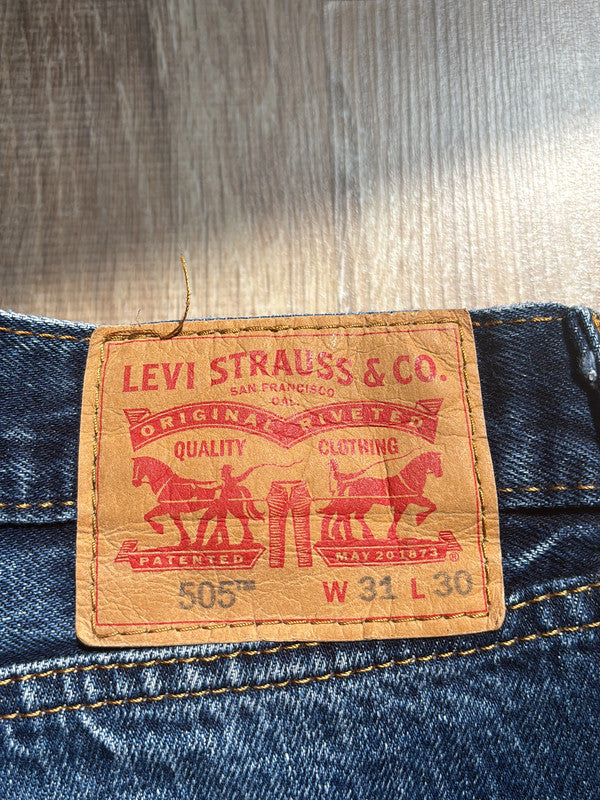 LEVI STRAUSS & CO.
SAN FRANCISCO
CAL.
ORIGINAL RIVETED
QUALITY CLOTHING
PATENTED MAY 20 1873 ®
505™ W 31 L 30